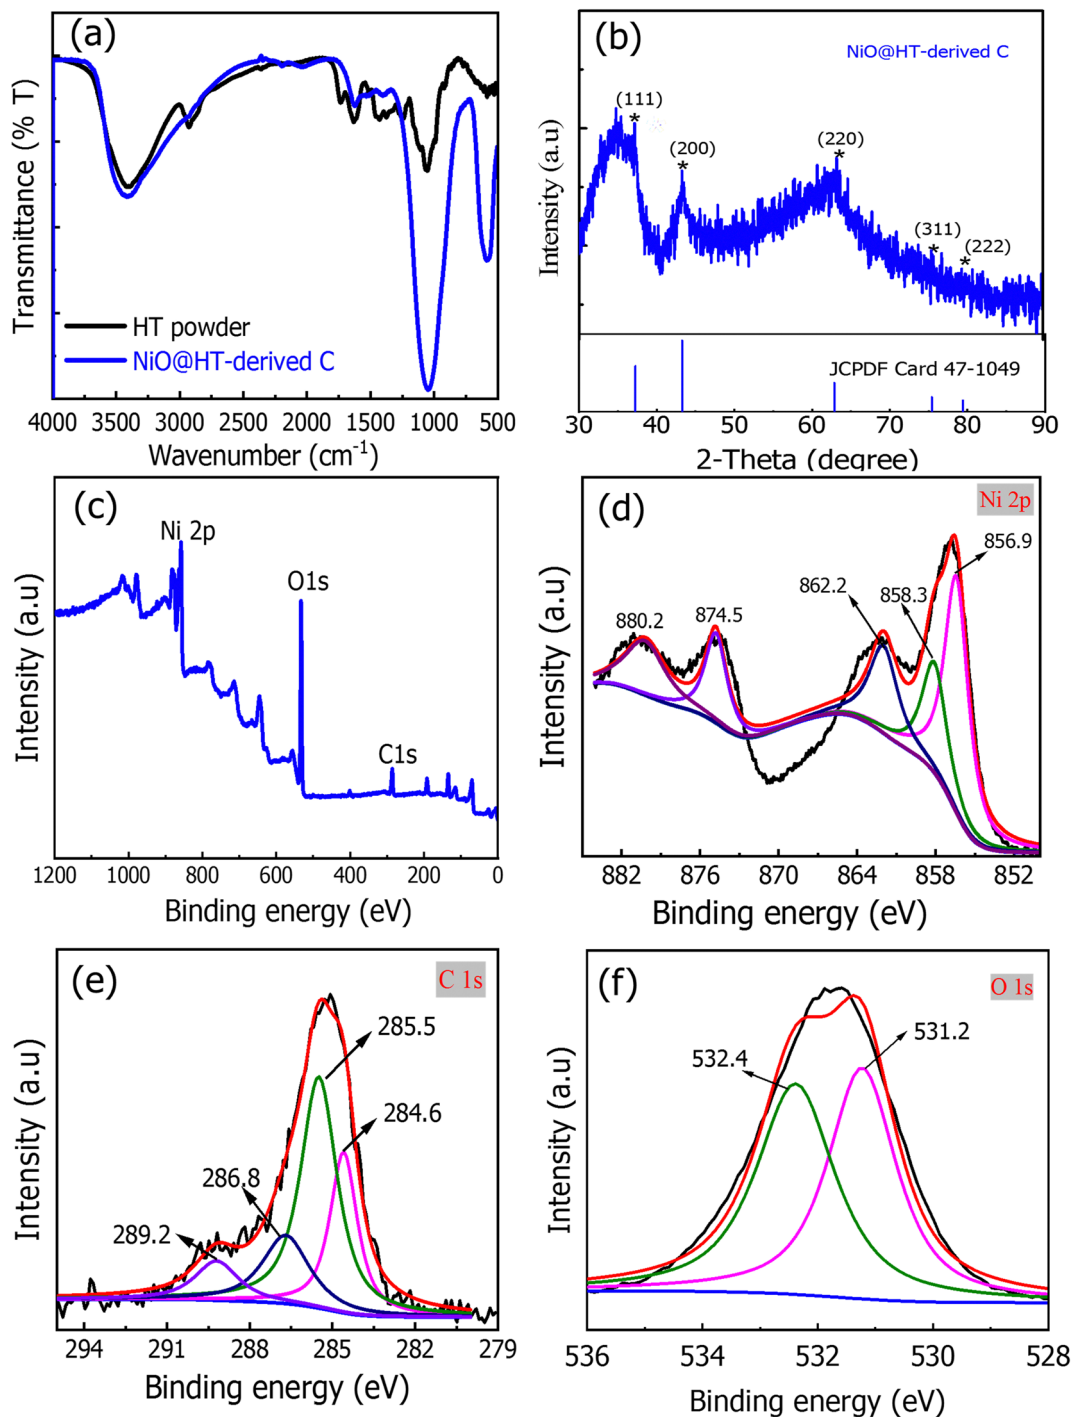 (a)
Transmittance (% T)
HT powder
NiO@HT-derived C
4000 3500 3000 2500 2000 1500 1000 500
Wavenumber (cm-1)
(b)
NiO@HT-derived C
Intensity (a.u)
(111)
*
(200)
*
(220)
*
(311)
*
(222)
*
JCPDF Card 47-1049
30 40 50 60 70 80 90
2-Theta (degree)
(c)
Intensity (a.u)
Ni 2p
O1s
C1s
1200 1000 800 600 400 200 0
Binding energy (eV)
(d)
Ni 2p
Intensity (a.u)
880.2
874.5
862.2
858.3
856.9
882 876 870 864 858 852
Binding energy (eV)
(e)
C 1s
Intensity (a.u)
285.5
284.6
286.8
289.2
294 291 288 285 282 279
Binding energy (eV)
(f)
O 1s
Intensity (a.u)
532.4
531.2
536 534 532 530 528
Binding energy (eV)